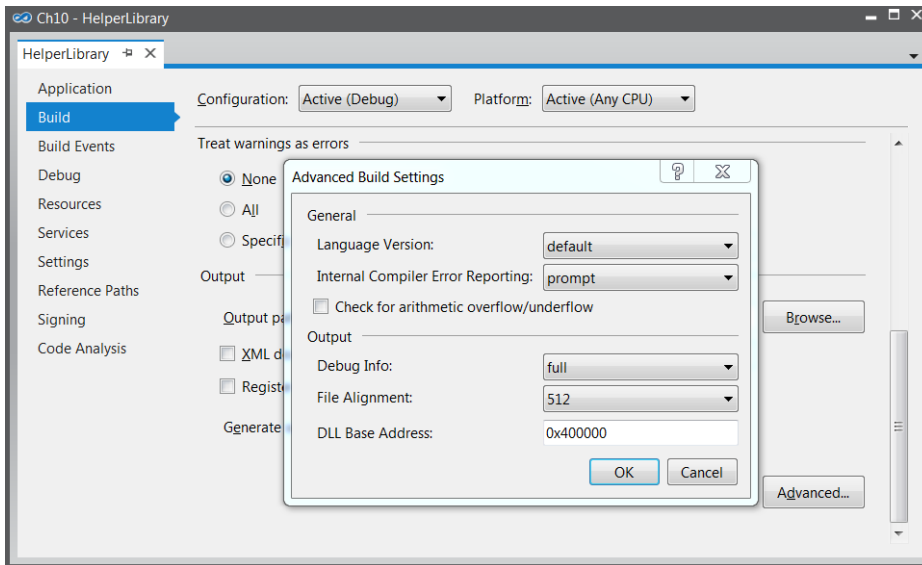 Ch10 - HelperLibrary
HelperLibrary
Application
Build
Build Events
Debug
Resources
Services
Settings
Reference Paths
Signing
Code Analysis
Configuration: Active (Debug) Platform: Active (Any CPU)
Treat warnings as errors
None
All
Output
Output
XML
Generate
Browse...
Advanced...
Advanced Build Settings
General
Language Version: default
Internal Compiler Error Reporting: prompt
Check for arithmetic overflow/underflow
Output
Debug Info: full
File Alignment: 512
DLL Base Address: 0x400000
OK Cancel